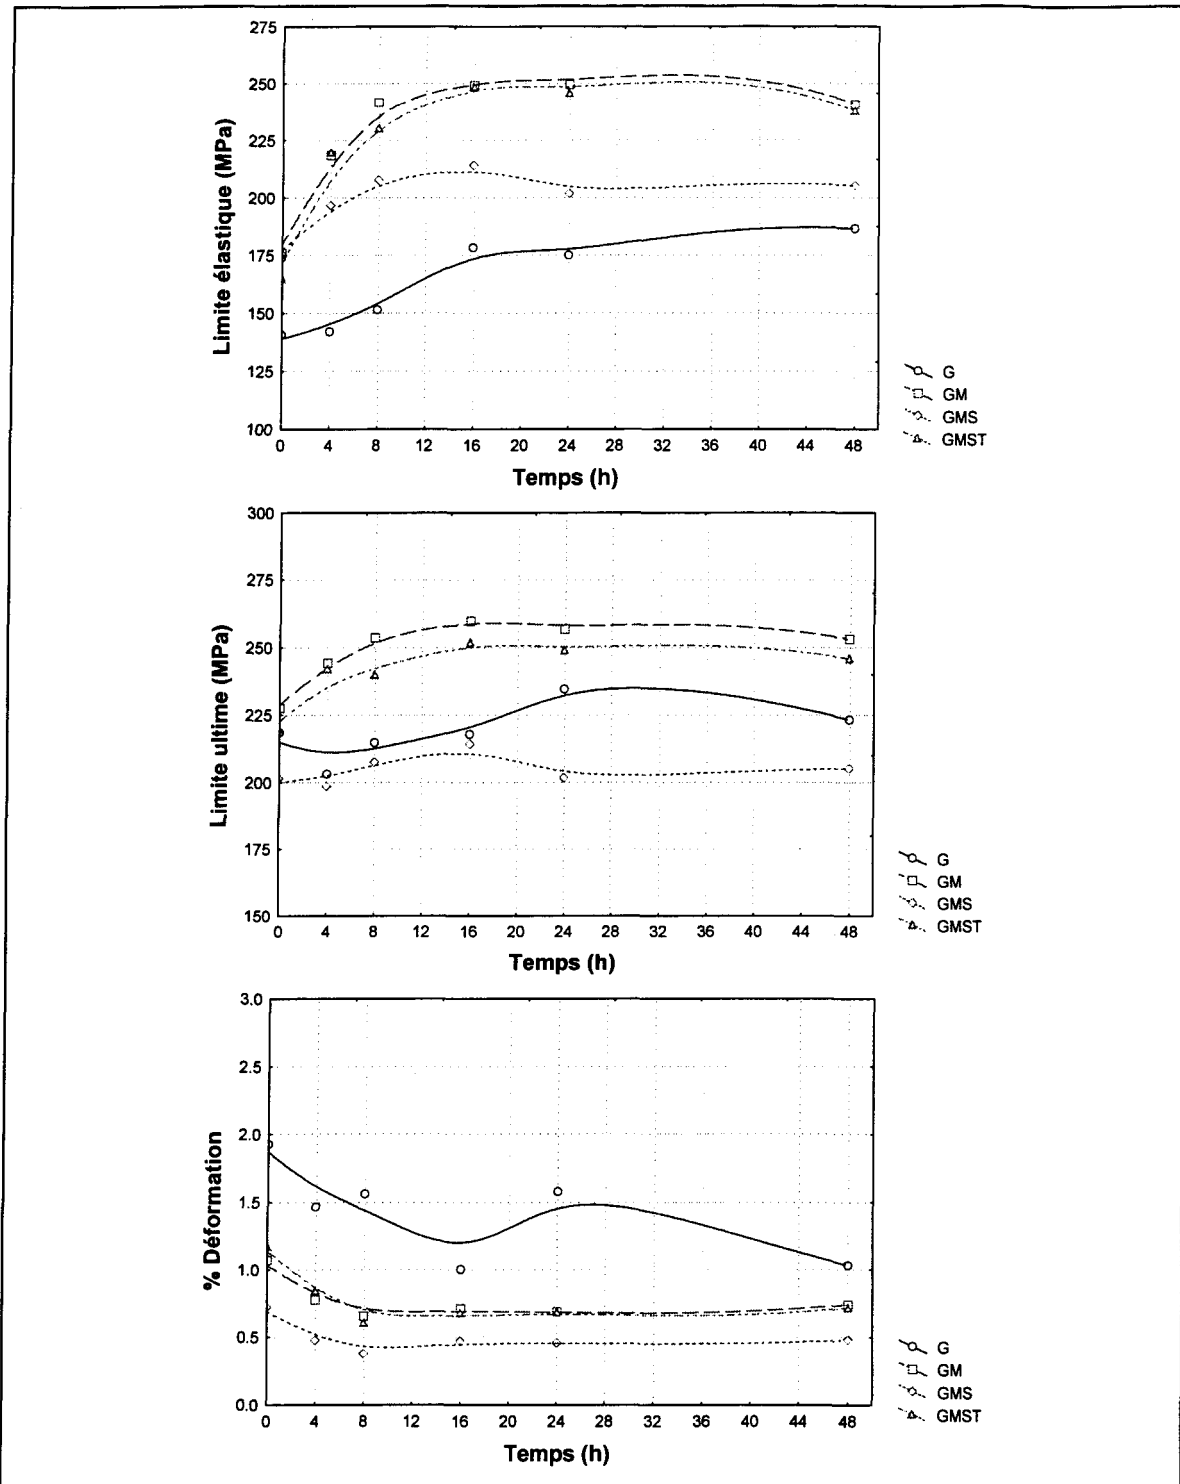 275
250
225
200
175
150
125
100
Limite élastique (MPa)
0 4 8 12 16 20 24 28 32 36 40 44 48
Temps (h)
G
GM
GMS
GMST
300
275
250
225
200
175
150
Limite ultime (MPa)
0 4 8 12 16 20 24 28 32 36 40 44 48
Temps (h)
G
GM
GMS
GMST
3.0
2.5
2.0
1.5
1.0
0.5
0.0
% Déformation
0 4 8 12 16 20 24 28 32 36 40 44 48
Temps (h)
G
GM
GMS
GMST